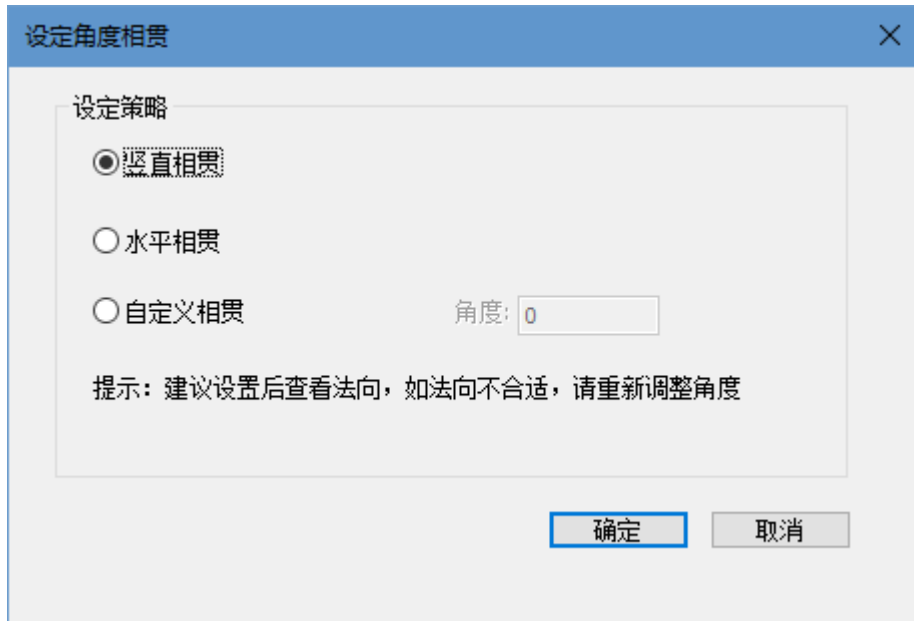 设定角度相贯
设定策略
竖直相贯
水平相贯
自定义相贯 角度: 0
提示：建议设置后查看法向，如法向不合适，请重新调整角度
确定 取消